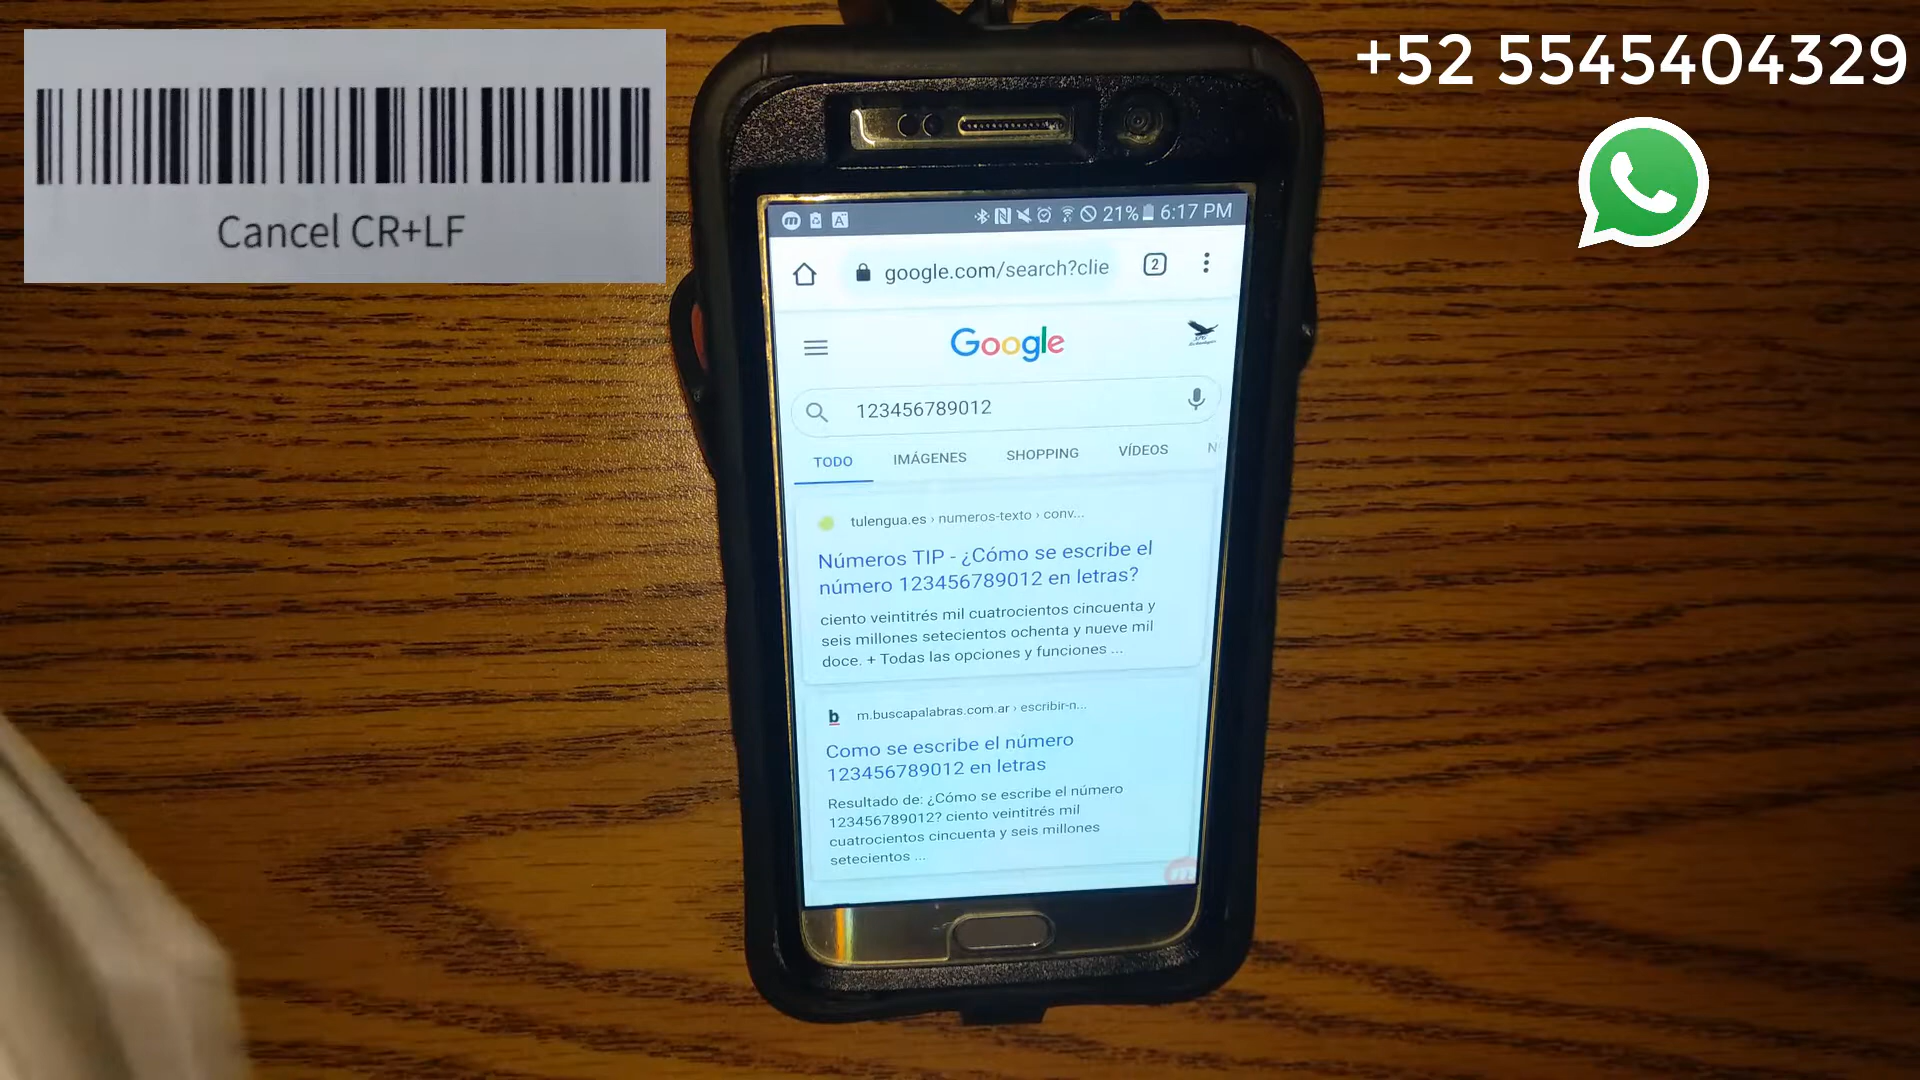 Cancel CR+LF
+52 5545404329
21% 6:17 PM
google.com/search?clie
2
Google
123456789012
TODO IMÁGENES SHOPPING VÍDEOS N
tulengua.es › numeros-texto › conv...
Números TIP - ¿Cómo se escribe el
número 123456789012 en letras?
ciento veintitrés mil cuatrocientos cincuenta y
seis millones setecientos ochenta y nueve mil
doce. + Todas las opciones y funciones ...
b
m.buscapalabras.com.ar › escribir-n...
Como se escribe el número
123456789012 en letras
Resultado de: ¿Cómo se escribe el número
123456789012? ciento veintitrés mil
cuatrocientos cincuenta y seis millones
setecientos ...
m